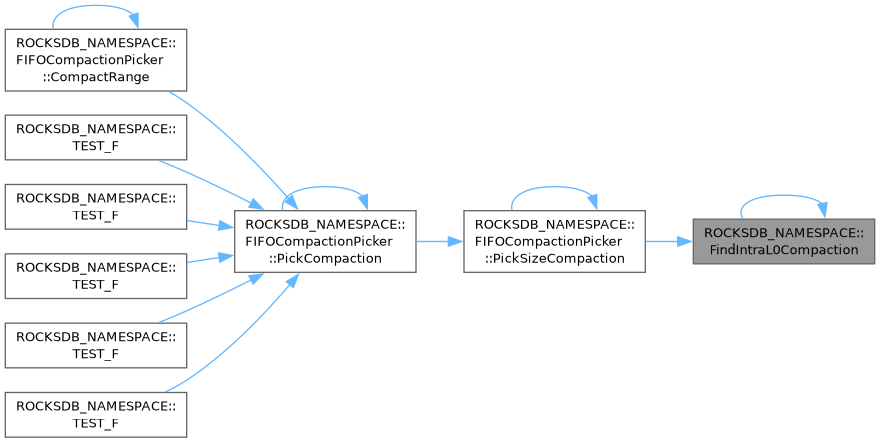 ROCKSDB_NAMESPACE::
FIFOCompactionPicker
::CompactRange
ROCKSDB_NAMESPACE::
TEST_F
ROCKSDB_NAMESPACE::
TEST_F
ROCKSDB_NAMESPACE::
TEST_F
ROCKSDB_NAMESPACE::
TEST_F
ROCKSDB_NAMESPACE::
TEST_F
ROCKSDB_NAMESPACE::
FIFOCompactionPicker
::PickCompaction
ROCKSDB_NAMESPACE::
FIFOCompactionPicker
::PickSizeCompaction
ROCKSDB_NAMESPACE::
FindIntraL0Compaction